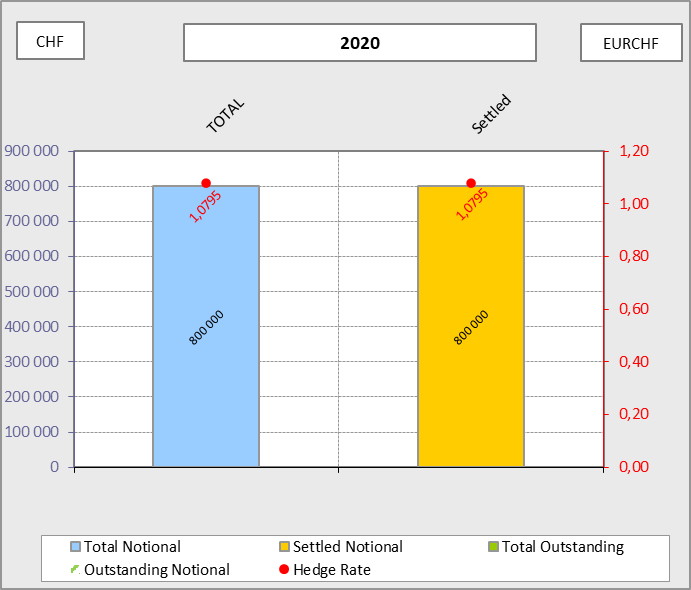 CHF
2020
EURCHF
TOTAL
Settled
900 000
800 000
700 000
600 000
500 000
400 000
300 000
200 000
100 000
0
1,0795
800 000
1,0795
800 000
1,20
1,00
0,80
0,60
0,40
0,20
0,00
Total Notional
Settled Notional
Total Outstanding
Outstanding Notional
Hedge Rate